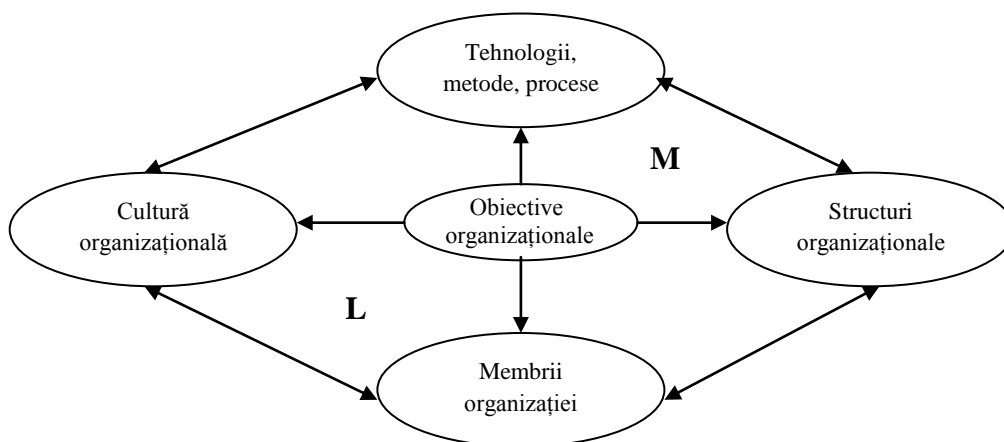 Tehnologii,
metode, procese
M
Cultură
organizațională
Obiective
organizaționale
Structuri
organizaționale
L
Membrii
organizației